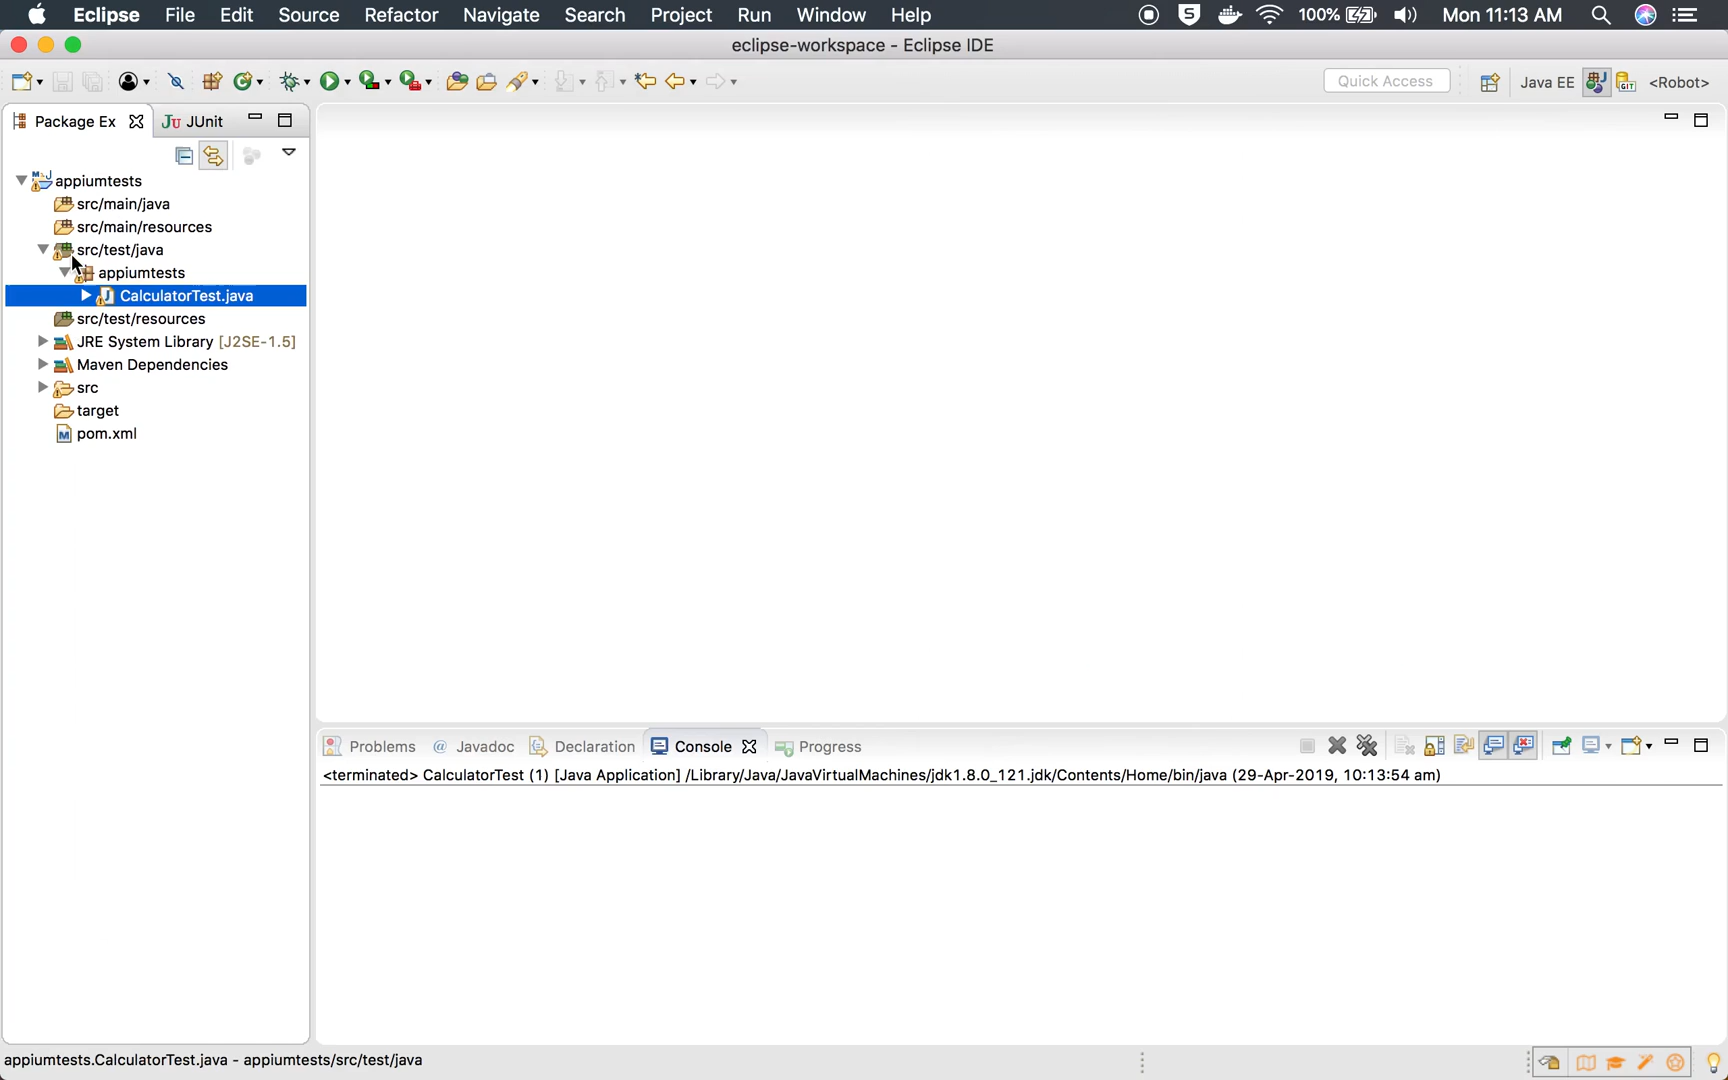 Eclipse File Edit Source Refactor Navigate Search Project Run Window Help 100% Mon 11:13 AM
eclipse-workspace - Eclipse IDE
Quick Access Java EE <Robot>
Package Ex JUnit
appiumtests
src/main/java
src/main/resources
src/test/java
appiumtests
CalculatorTest.java
src/test/resources
JRE System Library [J2SE-1.5]
Maven Dependencies
src
target
pom.xml
Problems Javadoc Declaration Console Progress
<terminated> CalculatorTest (1) [Java Application] /Library/Java/JavaVirtualMachines/jdk1.8.0_121.jdk/Contents/Home/bin/java (29-Apr-2019, 10:13:54 am)
appiumtests.CalculatorTest.java - appiumtests/src/test/java